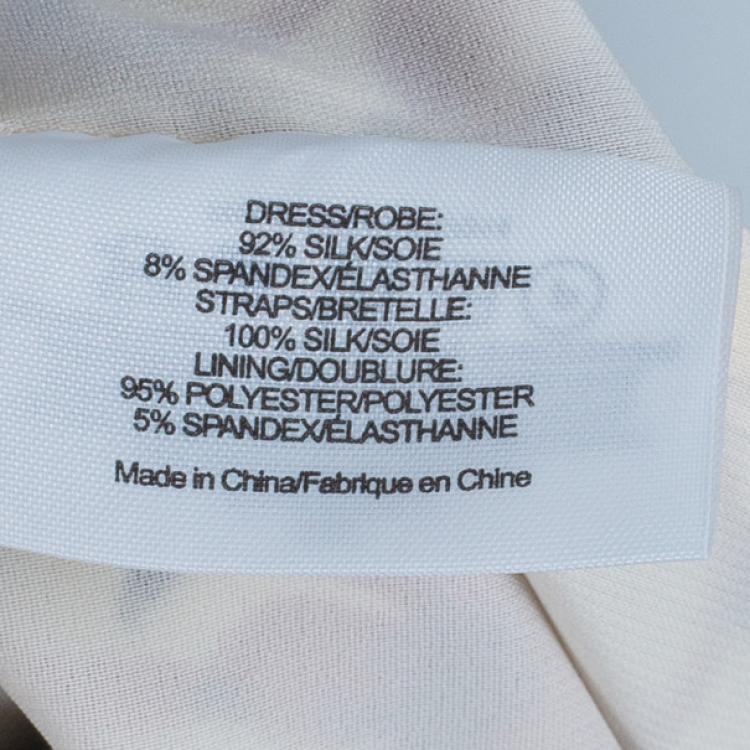 DRESS/ROBE:
92% SILK/SOIE
8% SPANDEX/ÉLASTHANNE
STRAPS/BRETELLE:
100% SILK/SOIE
LINING/DOUBLURE:
95% POLYESTER/POLYESTER
5% SPANDEX/ÉLASTHANNE
Made in China/Fabrique en Chine